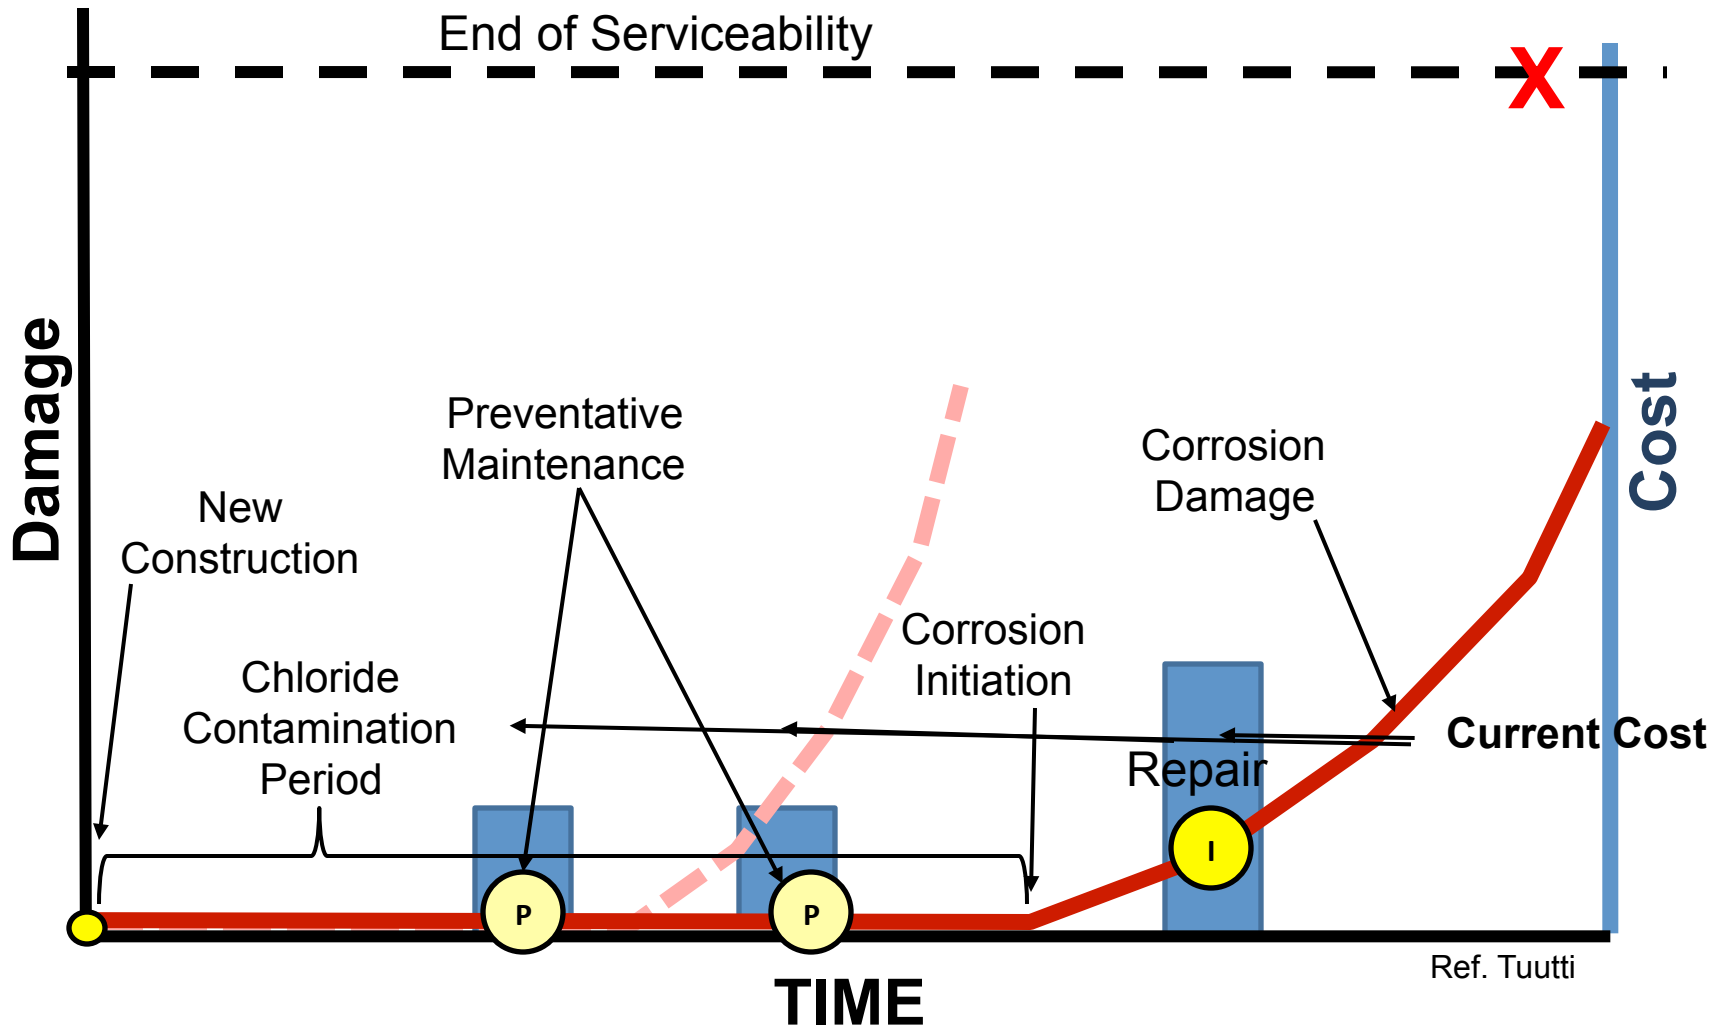 End of Serviceability
X
Damage
Cost
Preventative
Maintenance
Corrosion
Damage
New
Construction
Corrosion
Initiation
Chloride
Contamination
Period
Current Cost
Repair
I
P
P
Ref. Tuutti
TIME